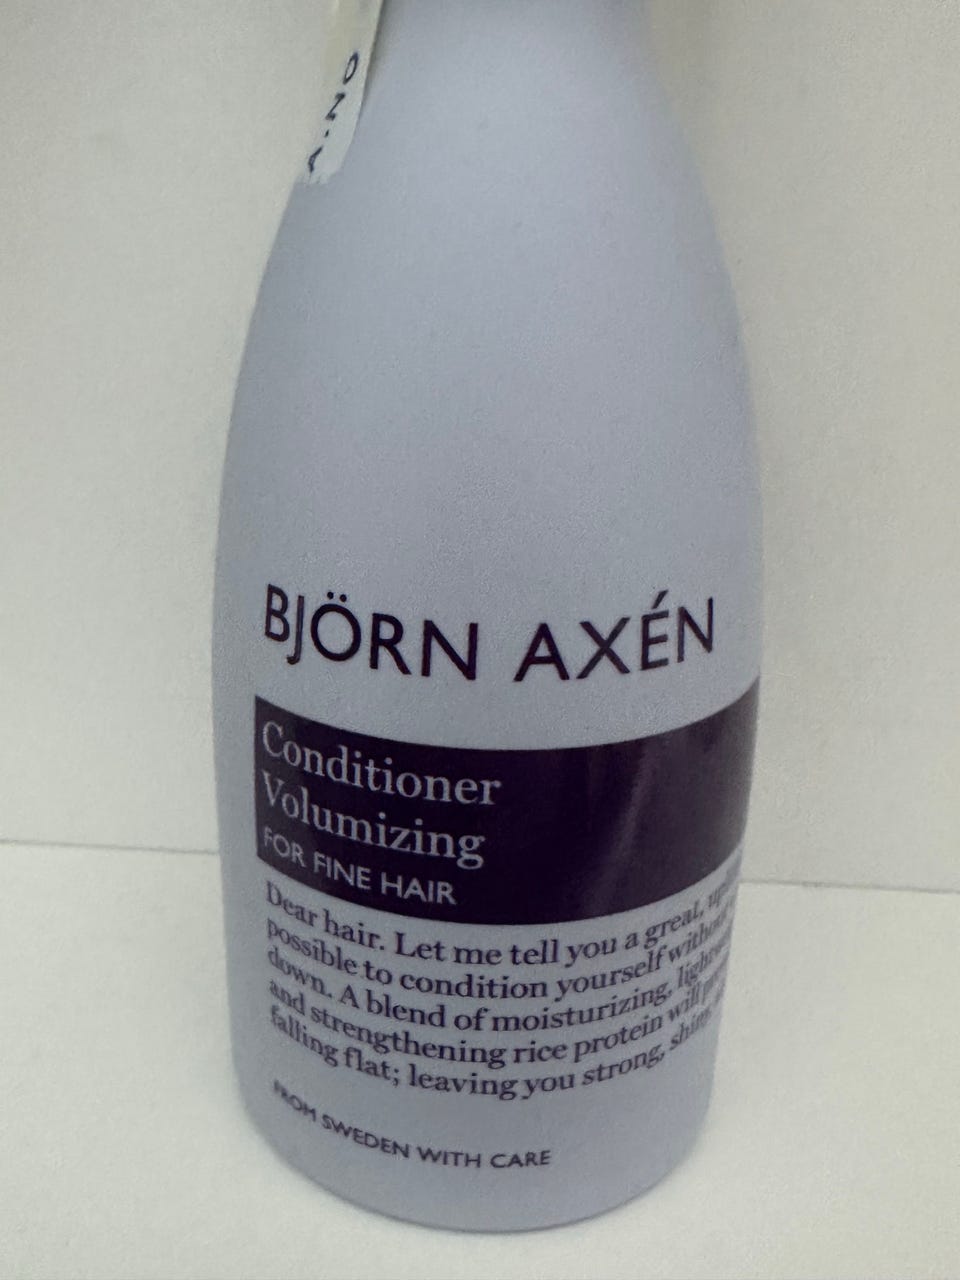 A·NO
BJÖRN AXÉN
Conditioner
Volumizing
FOR FINE HAIR
Dear hair. Let me tell you a great,
possible to condition yourself without
down. A blend of moisturizing,
and strengthening rice protein will
falling flat; leaving you strong,
FROM SWEDEN WITH CARE